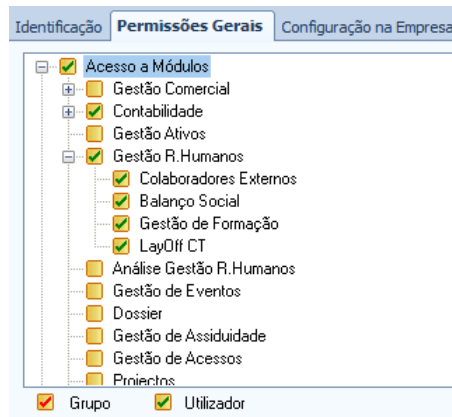 Identificação Permissões Gerais Configuração na Empresa
Acesso a Módulos
Gestão Comercial
Contabilidade
Gestão Ativos
Gestão R.Humanos
Colaboradores Externos
Balanço Social
Gestão de Formação
LayOff CT
Análise Gestão R.Humanos
Gestão de Eventos
Dossier
Gestão de Assiduidade
Gestão de Acessos
Projectos
Grupo Utilizador